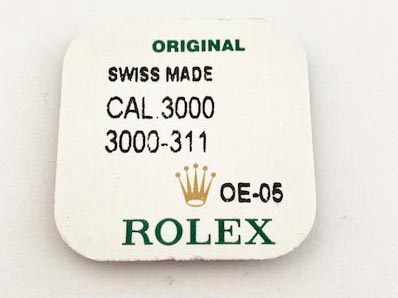 ORIGINAL
SWISS MADE
CAL.3000
3000-311
OE-05
ROLEX